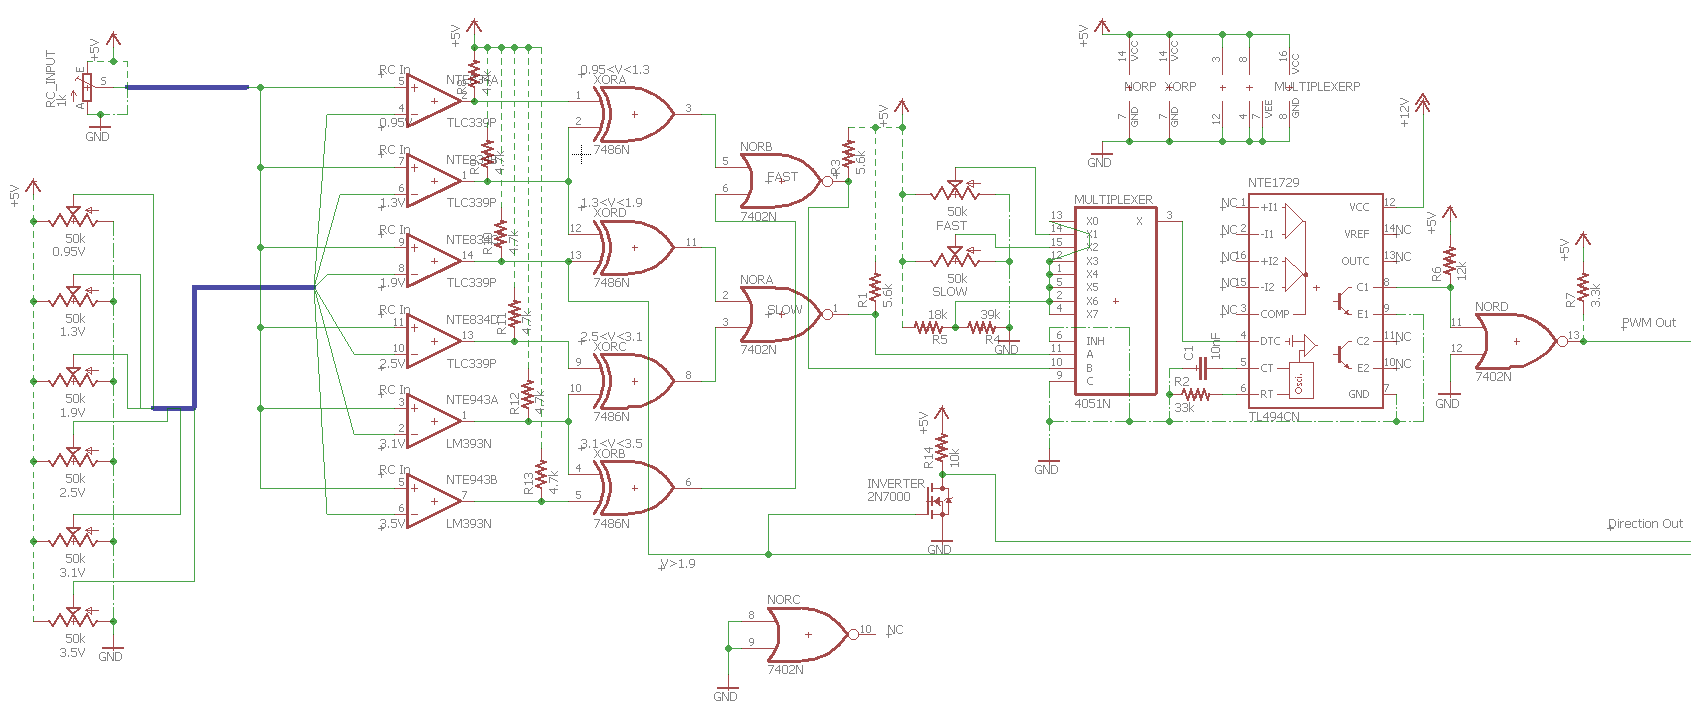 RC_INPUT
1k
+5V
E
S
A
GND
+5V
50k
0.95V
50k
1.3V
50k
1.9V
50k
2.5V
50k
3.1V
50k
3.5V
GND
RC In
5
4
0.95V
TLC339P
RC In
7
6
1
1.3V
TLC339P
RC In
9
8
14
1.9V
TLC339P
RC In
11
10
13
NTE834D
2.5V
TLC339P
RC In
3
2
1
NTE943A
3.1V
LM393N
RC In
5
6
7
NTE943B
3.5V
LM393N
+5V
4.7k
4.7k
4.7k
R11
4.7k
R12
4.7k
R13
4.7k
0.95<V<1.3
XORA
1
2
3
7486N
1.3<V<1.9
XORD
12
13
11
7486N
2.5<V<3.1
XORC
9
10
8
7486N
3.1<V<3.5
XORB
4
5
6
7486N
V>1.9
NORB
5
6
FAST
7402N
NORA
2
3
1
SLOW
7402N
NORC
8
9
10
NC
7402N
GND
+5V
R3
5.6k
R1
5.6k
50k
FAST
50k
SLOW
18k
R5
39k
R4
GND
INVERTER
2N7000
+5V
R14
10k
GND
+5V
GND
14
VCC
7
GND
NORP
14
VCC
7
GND
XORP
3
12
8
4
7
VEE
16
VCC
8
GND
MULTIPLEXERP
MULTIPLEXER
13
14
15
12
1
5
2
4
6
11
10
9
X0
X1
X2
X3
X4
X5
X6
X7
INH
A
B
C
X
3
4051N
GND
C1
10nF
R2
33k
NTE1729
NC
1
+I1
NC
2
-I1
NC
16
+I2
NC
15
-I2
NC
3
COMP
4
DTC
5
CT
6
RT
Osd.
VCC
12
VREF
14
NC
OUTC
13
NC
C1
8
E1
9
C2
11
NC
E2
10
NC
GND
7
TL494CN
+12V
+5V
R6
12k
GND
NORD
11
12
13
7402N
+5V
R7
3.3k
PWM Out
Direction Out